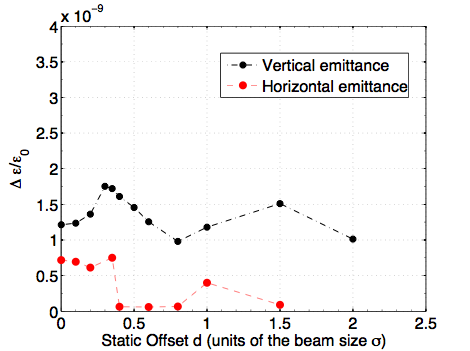 x 10⁻⁹
4
3.5
3
2.5
2
1.5
1
0.5
0
Δ ε/ε₀
Vertical emittance
Horizontal emittance
0 0.5 1 1.5 2 2.5
Static Offset d (units of the beam size σ)